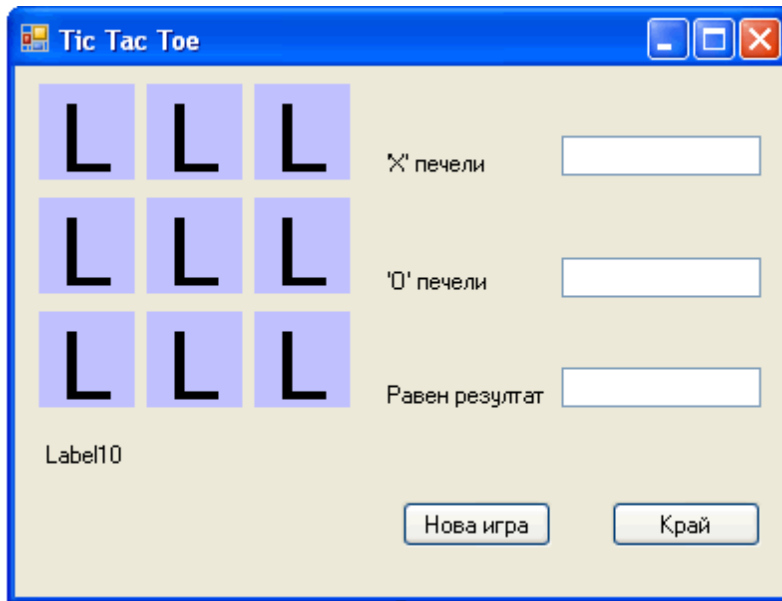 Tic Tac Toe
L L L
'X' печели
L L L
'O' печели
L L L
Равен резултат
Label10
Нова игра
Край